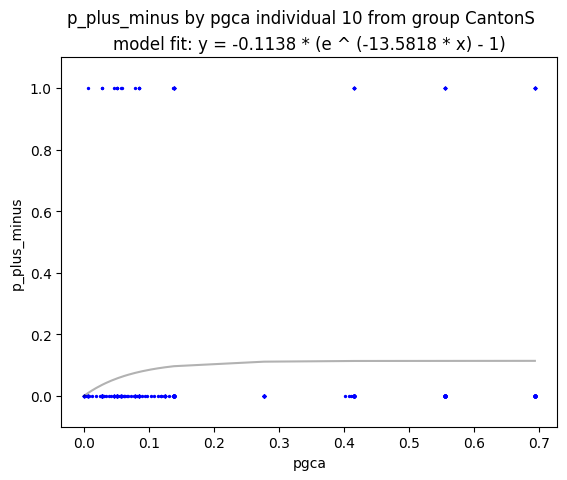 p_plus_minus by pgca individual 10 from group CantonS
model fit: y = -0.1138 * (e ^ (-13.5818 * x) - 1)
1.0
0.8
0.6
0.4
0.2
0.0
p_plus_minus
0.0 0.1 0.2 0.3 0.4 0.5 0.6 0.7
pgca